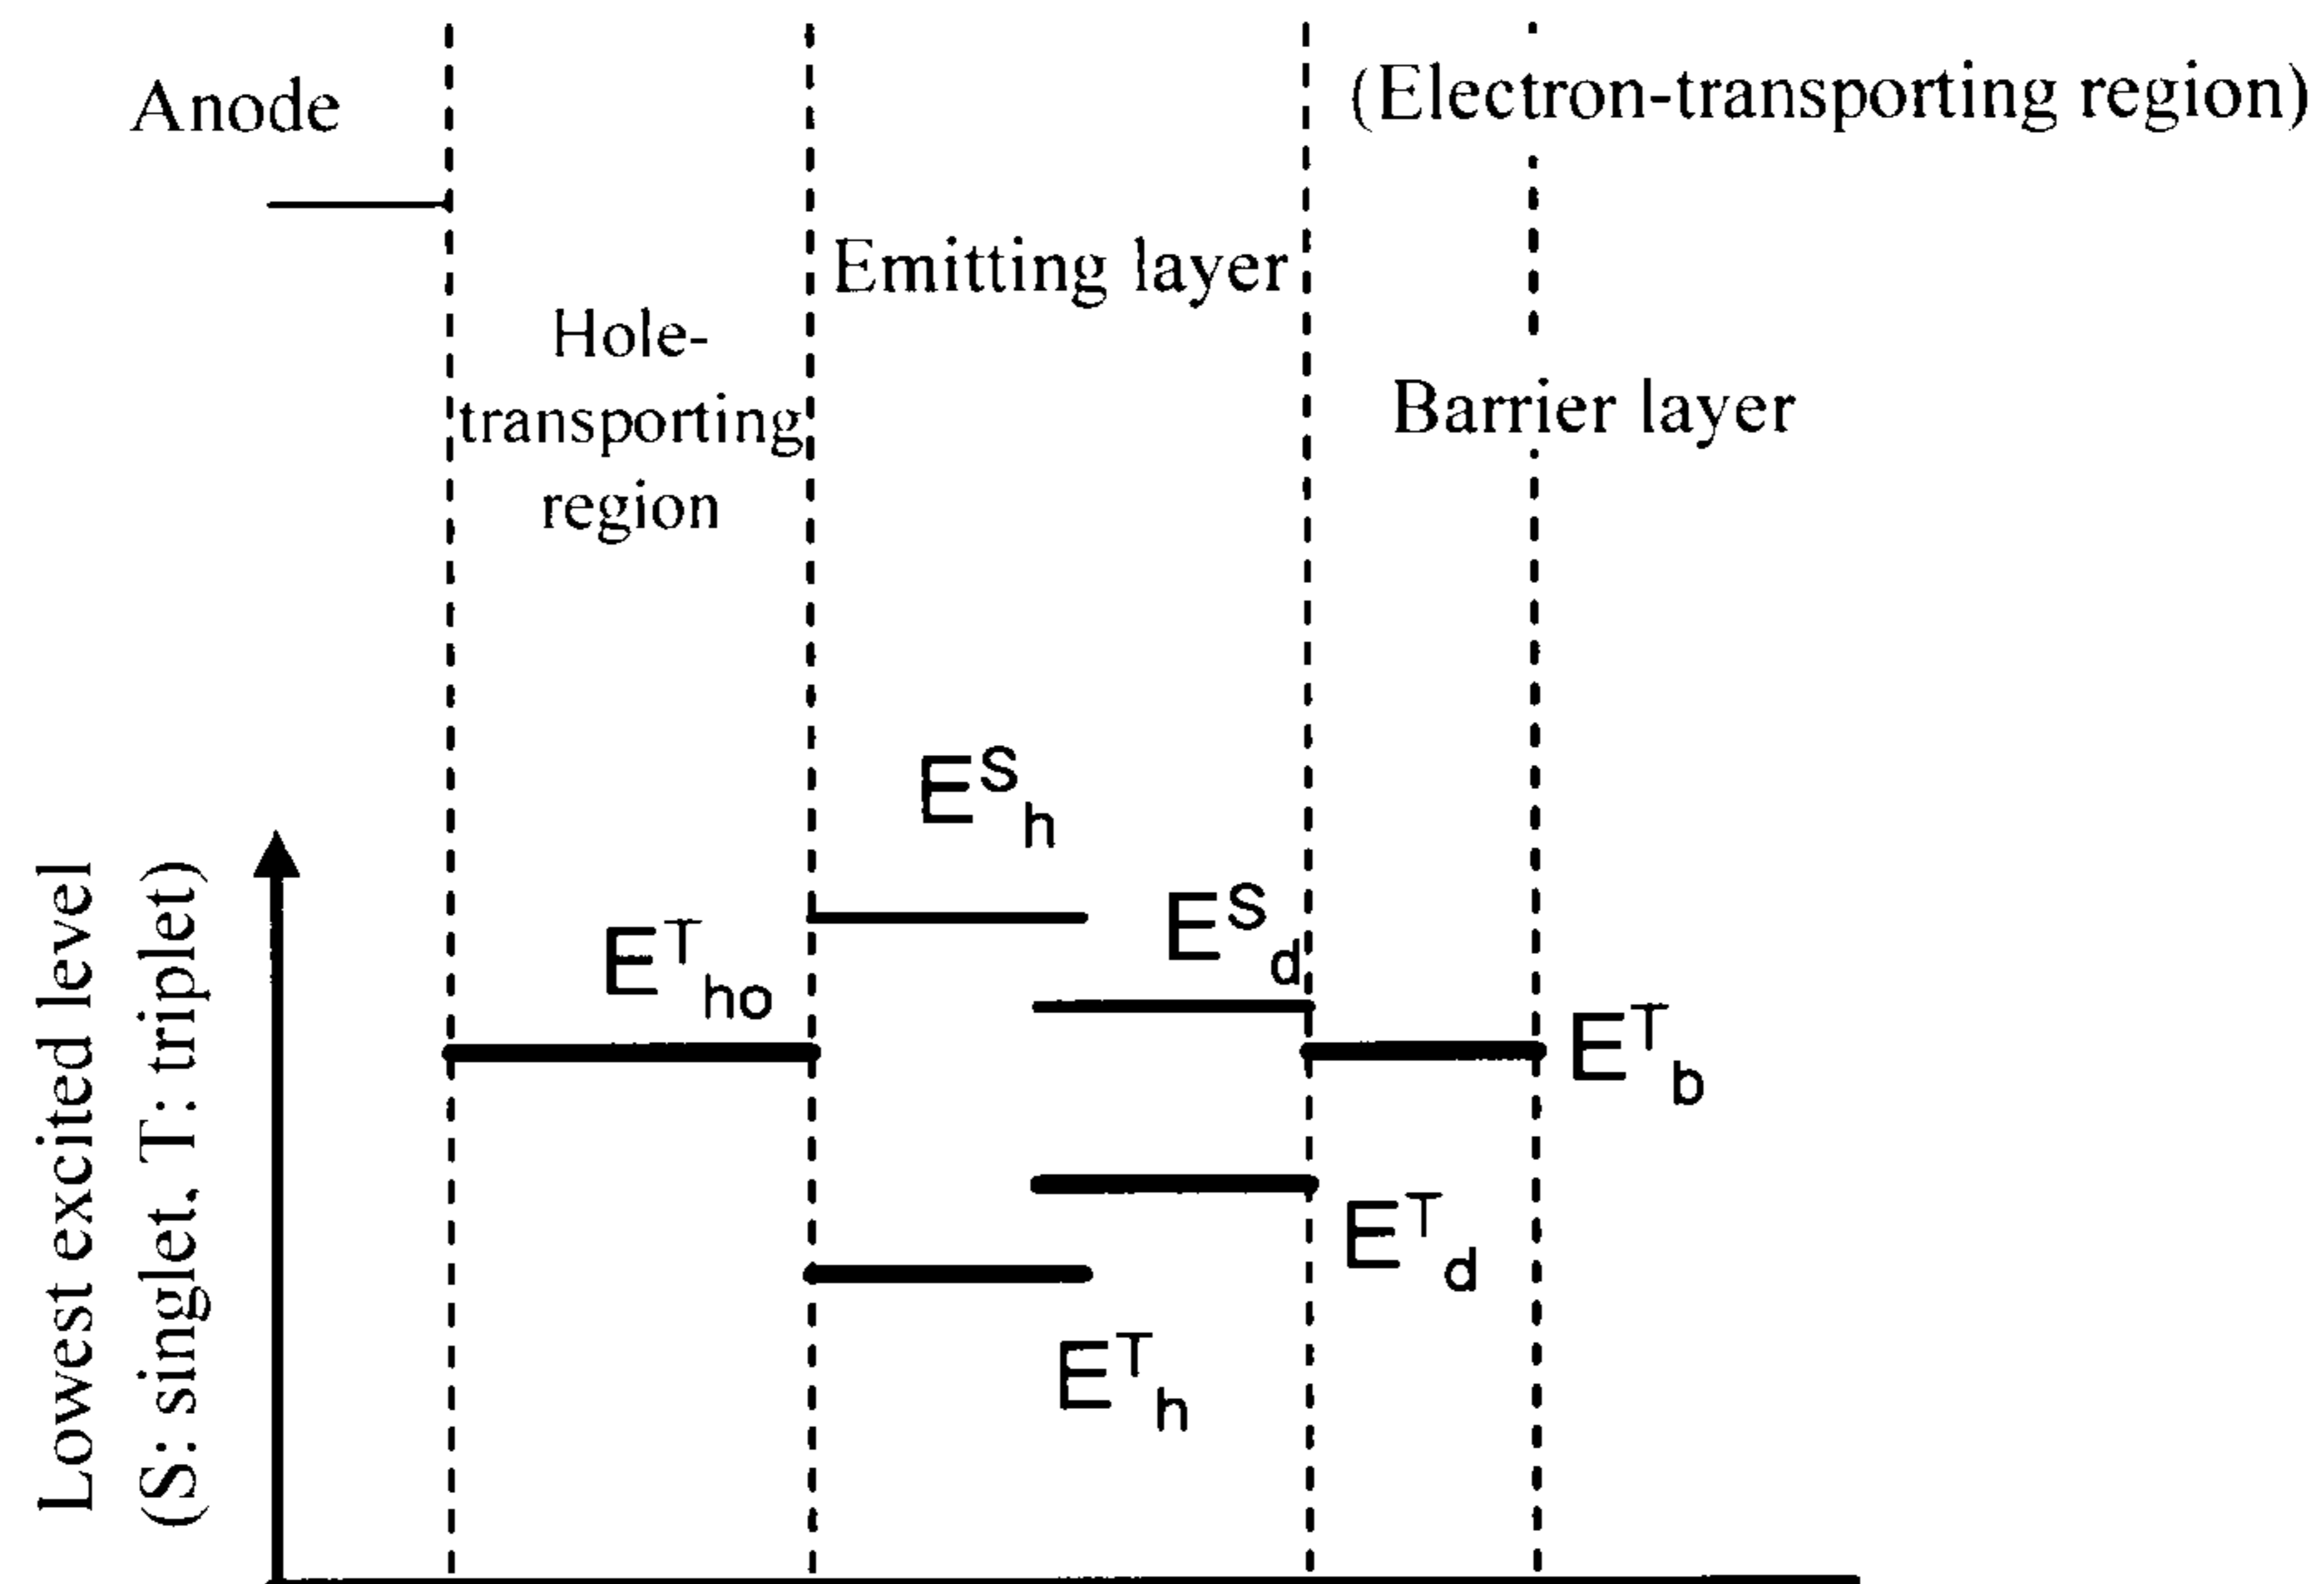 Anode
(Electron-transporting region)
Emitting layer
Hole-
transporting
region
Barrier layer
E^S_h
E^S_d
E^T_ho
E^T_b
E^T_d
E^T_h
Lowest excited level
(S: singlet, T: triplet)